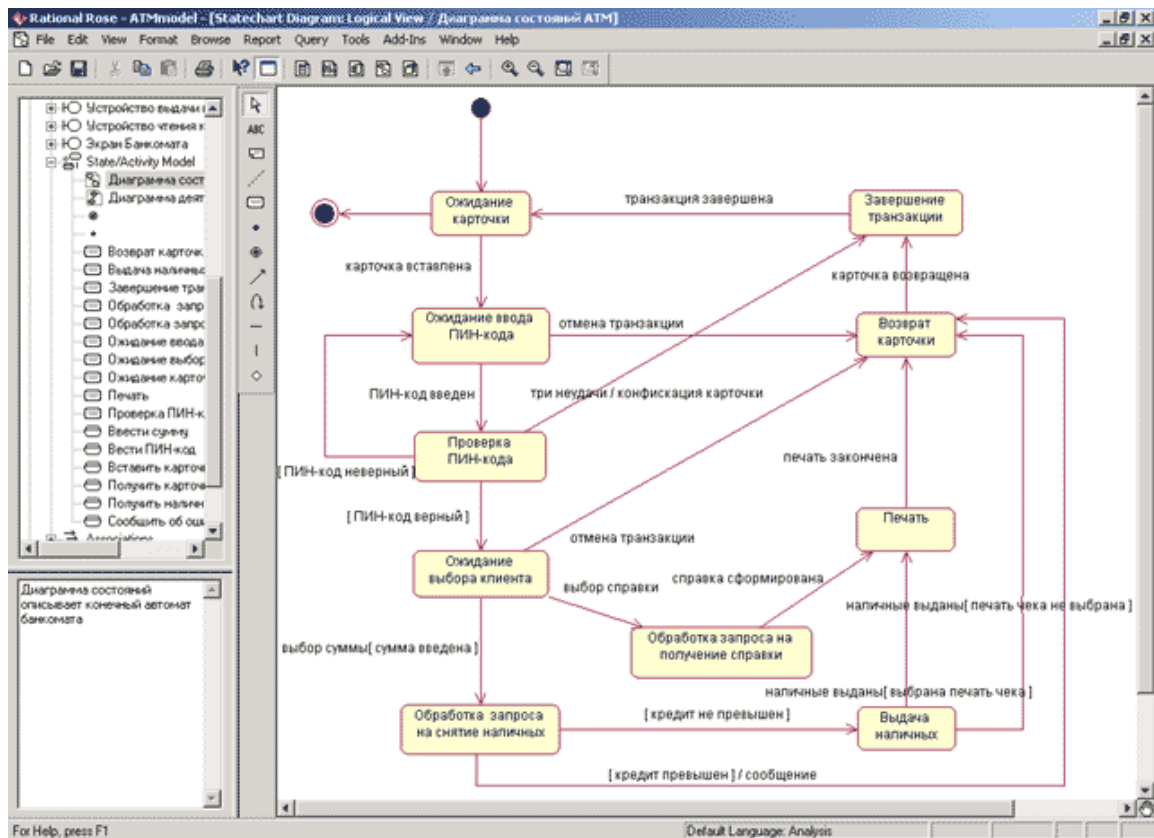 Rational Rose - ATMmodel - [Statechart Diagram: Logical View / Диаграмма состояний ATM]
File Edit View Format Browse Report Query Tools Add-Ins Window Help
Устройство выдачи
Устройство чтения к
Экран Банкомата
State/Activity Model
Диаграмма сост
Диаграмма деят
Возврат карточк
Выдача наличных
Завершение тран
Обработка запр
Обработка запро
Ожидание ввода
Ожидание выбор
Ожидание карточ
Печать
Проверка ПИН-к
Ввести сумму
Вести ПИН-код
Вставить карточ
Получить карточ
Получить наличн
Сообщить об ош
Associations
Диаграмма состояний
описывает конечный автомат
банкомата
ABC
Ожидание
карточки
транзакция завершена
Завершение
транзакции
карточка вставлена
карточка возвращена
Ожидание ввода
ПИН-кода
отмена транзакции
Возврат
карточки
ПИН-код введен
три неудачи / конфискация карточки
Проверка
ПИН-кода
печать закончена
[ ПИН-код неверный ]
[ ПИН-код верный ]
Печать
отмена транзакции
Ожидание
выбора клиента
выбор справки
справка сформирована
наличные выданы[ печать чека не выбрана ]
Обработка запроса на
получение справки
выбор суммы[ сумма введена ]
наличные выданы[ выбрана печать чека ]
Обработка запроса
на снятие наличных
[ кредит не превышен ]
Выдача
наличных
[ кредит превышен ] / сообщение
For Help, press F1
Default Language: Analysis